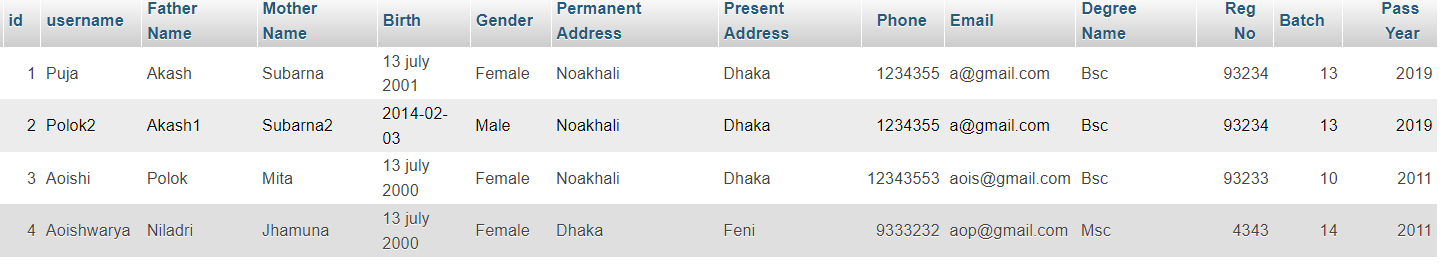 id username Father Name Mother Name Birth Gender Permanent Address Present Address Phone Email Degree Name Reg No Batch Pass Year
1 Puja Akash Subarna 13 july 2001 Female Noakhali Dhaka 1234355 a@gmail.com Bsc 93234 13 2019
2 Polok2 Akash1 Subarna2 2014-02-03 Male Noakhali Dhaka 1234355 a@gmail.com Bsc 93234 13 2019
3 Aoishi Polok Mita 13 july 2000 Female Noakhali Dhaka 12343553 aois@gmail.com Bsc 93233 10 2011
4 Aoishwarya Niladri Jhamuna 13 july 2000 Female Dhaka Feni 9333232 aop@gmail.com Msc 4343 14 2011